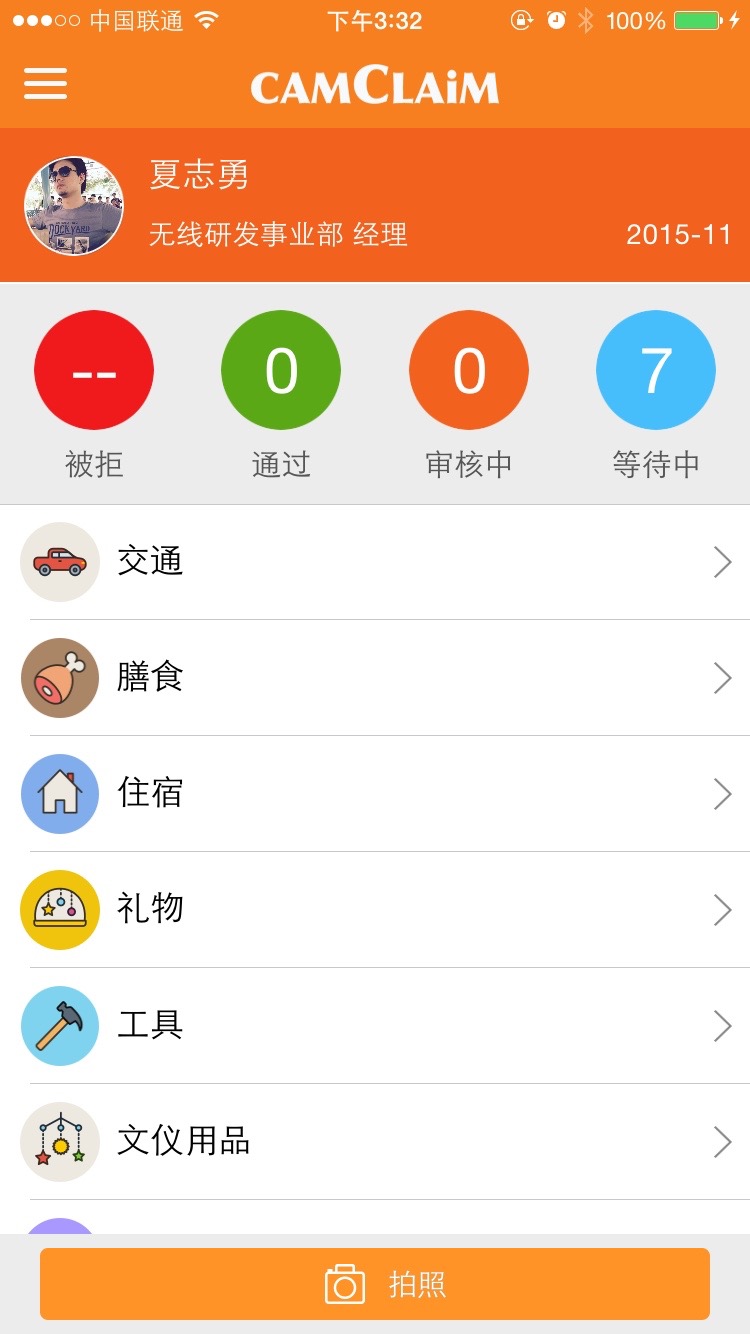 中国联通 下午3:32 100%
CAMCLAiM
夏志勇
无线研发事业部 经理 2015-11
-- 0 0 7
被拒 通过 审核中 等待中
交通
膳食
住宿
礼物
工具
文仪用品
拍照